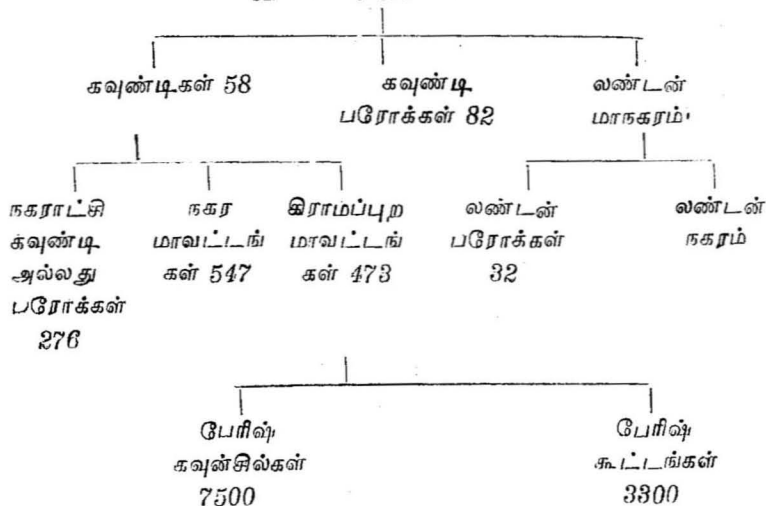 கவுண்டிகள் 58
கவுண்டி
பரோக்கள் 82
லண்டன்
மாநகரம்
நகராட்சி
கவுண்டி
அல்லது
பரோக்கள்
276
நகர
மாவட்டங்
கள் 547
கிராமப்புற
மாவட்டங்
கள் 473
லண்டன்
பரோக்கள்
32
லண்டன்
நகரம்
பேரிஷ்
கவுன்சில்கள்
7500
பேரிஷ்
கூட்டங்கள்
3300